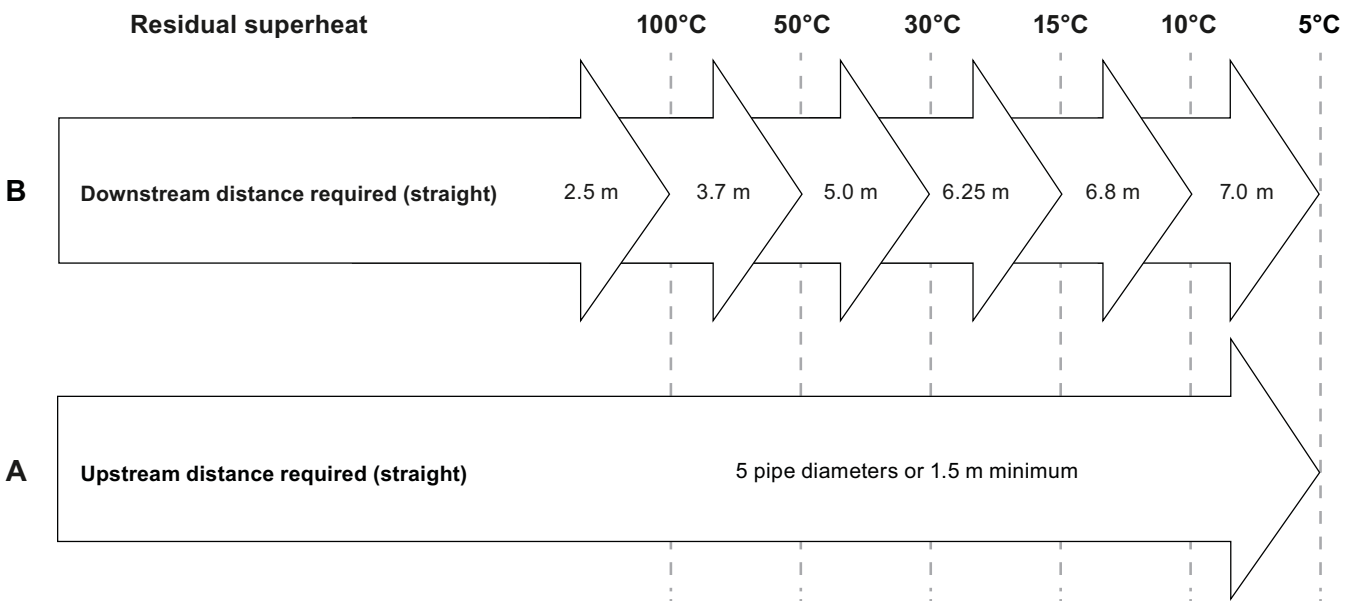 Residual superheat 100°C 50°C 30°C 15°C 10°C 5°C
B Downstream distance required (straight) 2.5 m 3.7 m 5.0 m 6.25 m 6.8 m 7.0 m
A Upstream distance required (straight) 5 pipe diameters or 1.5 m minimum